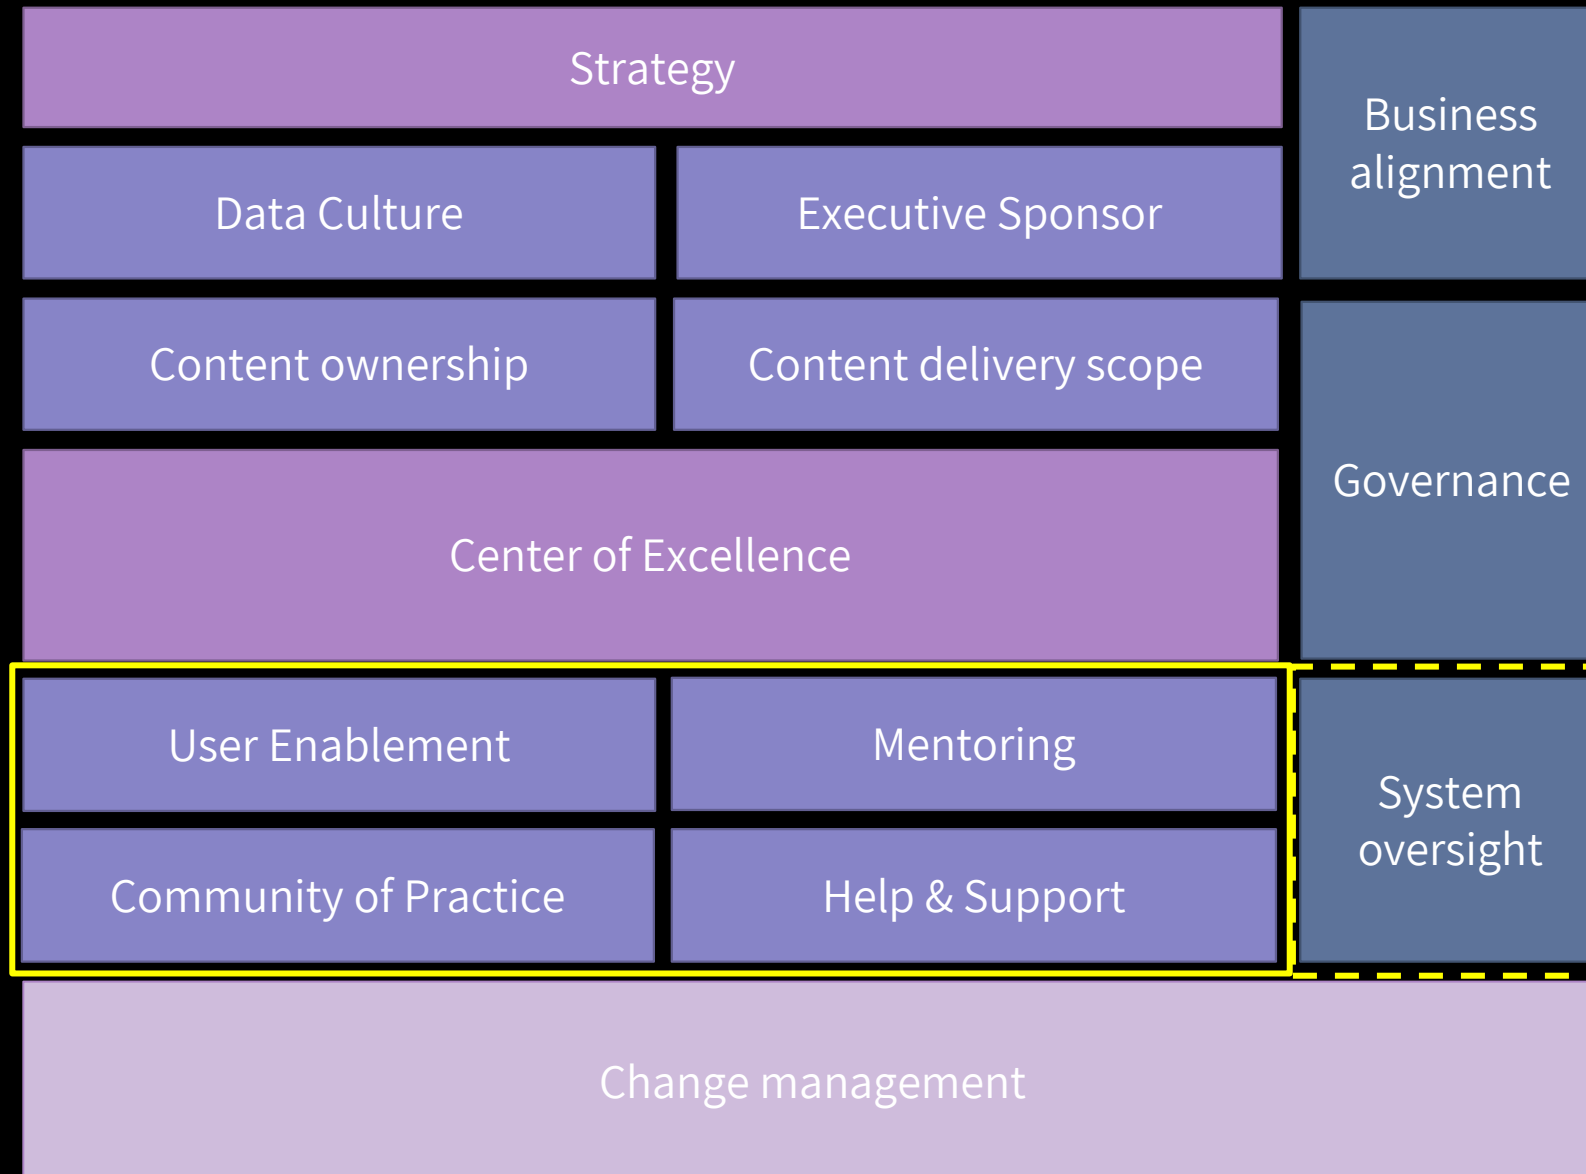 Strategy
Business
alignment
Data Culture
Executive Sponsor
Content ownership
Content delivery scope
Governance
Center of Excellence
User Enablement
Mentoring
System
oversight
Community of Practice
Help & Support
Change management